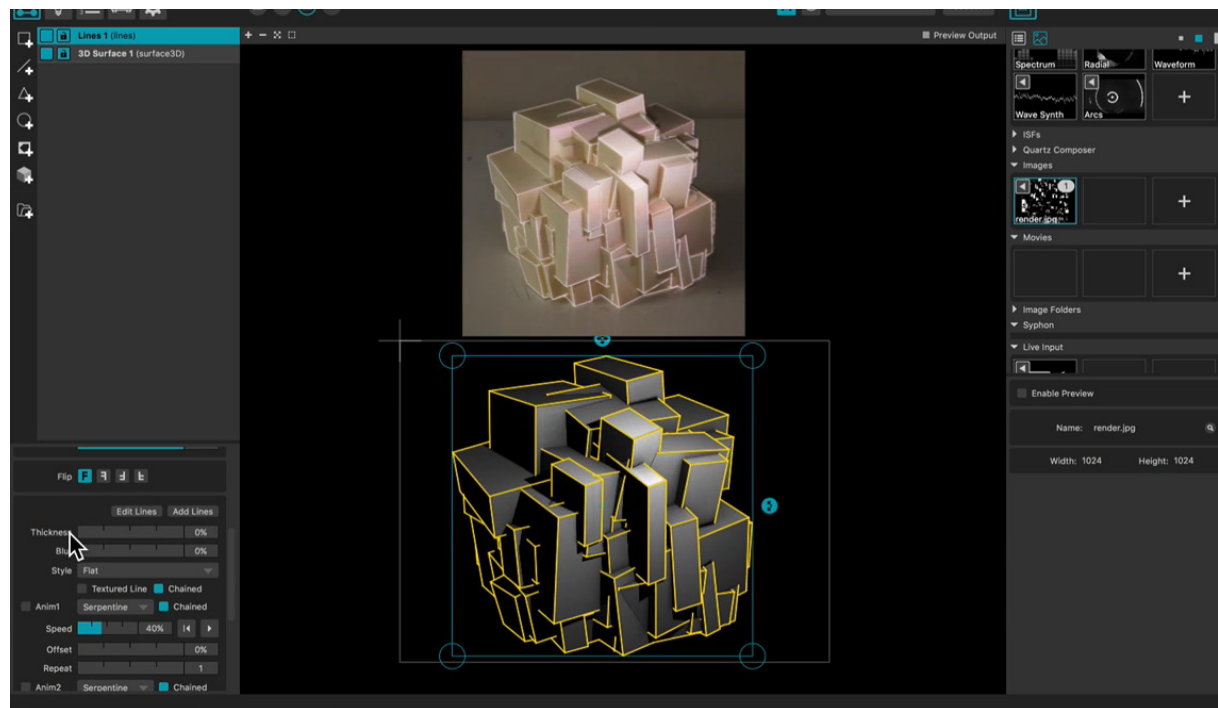 Lines 1 (lines)
3D Surface 1 (surface3D)
Preview Output
Spectrum
Radial
Waveform
Wave Synth
Arcs
ISFs
Quartz Composer
Images
1
render.jpg
Movies
Image Folders
Syphon
Live Input
Enable Preview
Name: render.jpg
Width: 1024 Height: 1024
Flip F
Edit Lines Add Lines
Thickness 0%
0%
Style Flat
Textured Line Chained
Anim1 Serpentine Chained
Speed 40%
Offset 0%
Repeat 1
Anim2 Serpentine Chained